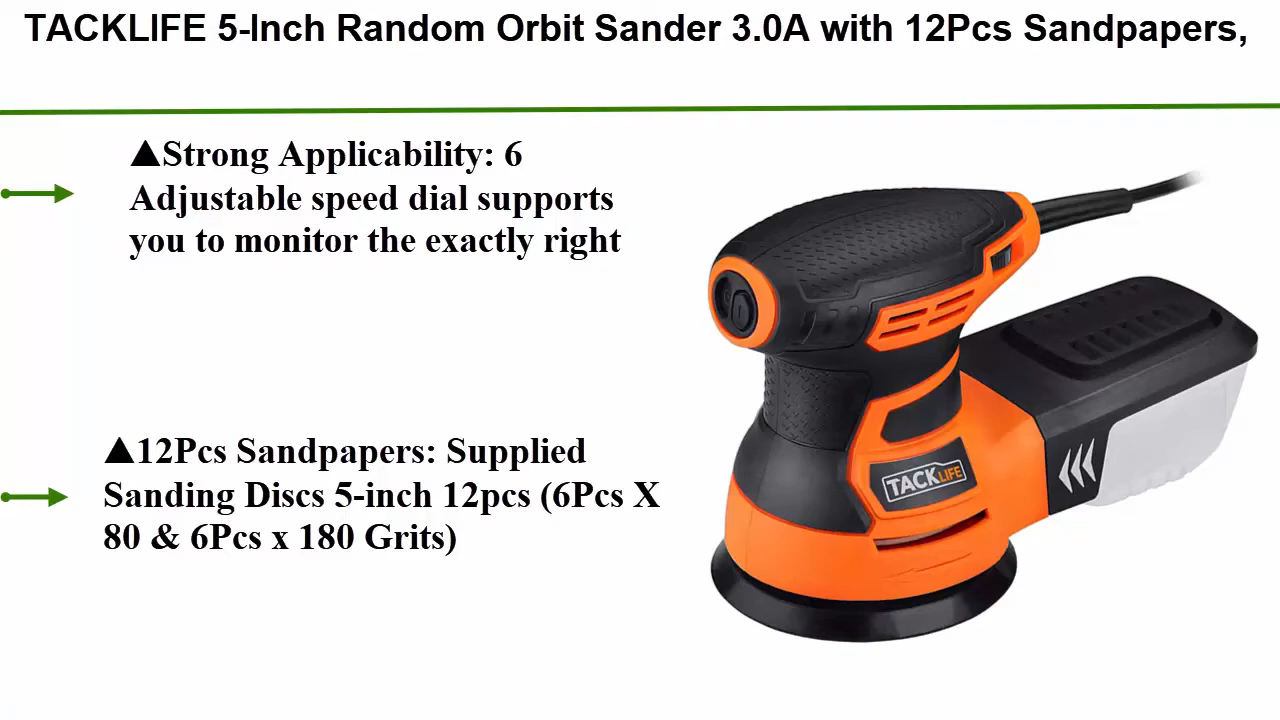 TACKLIFE 5-Inch Random Orbit Sander 3.0A with 12Pcs Sandpapers,
▲Strong Applicability: 6
Adjustable speed dial supports
you to monitor the exactly right
▲12Pcs Sandpapers: Supplied
Sanding Discs 5-inch 12pcs (6Pcs X
80 & 6Pcs x 180 Grits)
TACKLIFE